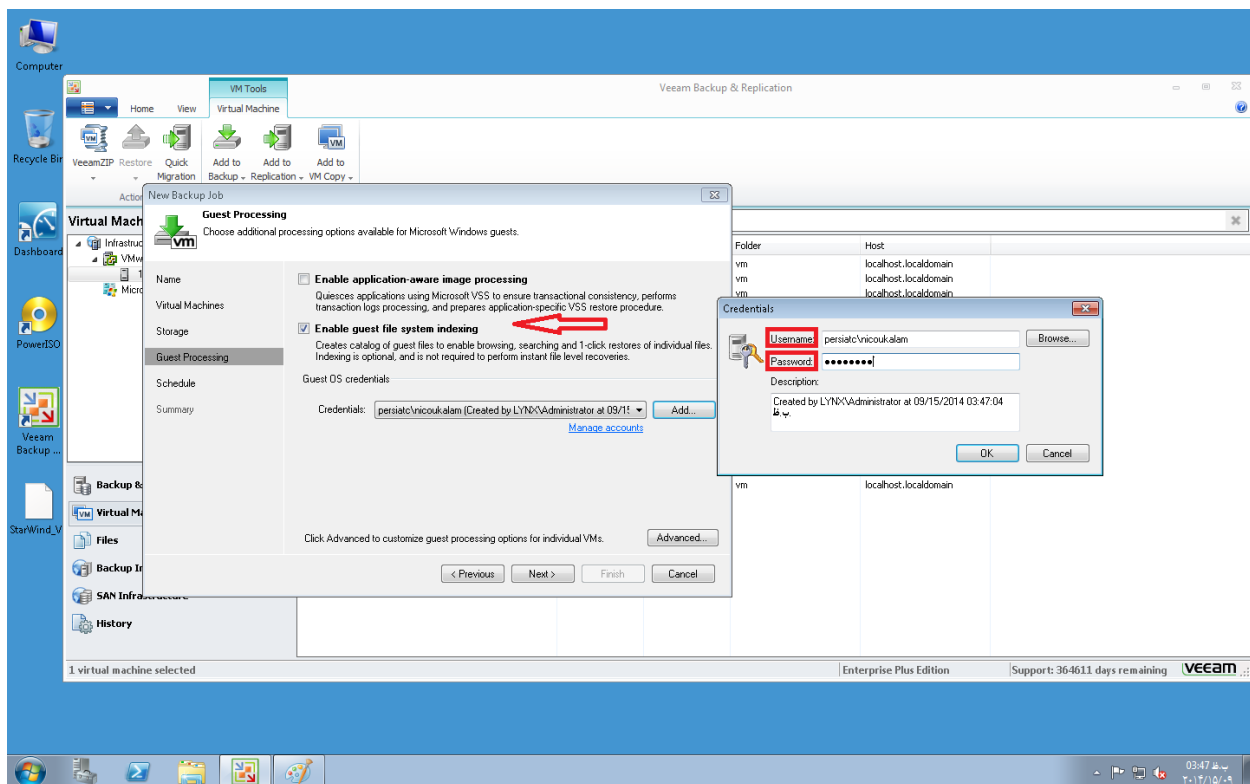 Computer
Recycle Bin
Dashboard
PowerISO
Veeam
Backup ...
StarWind_V
VM Tools
Veeam Backup & Replication
Home
View
Virtual Machine
VeeamZIP
Restore
Quick
Migration
Add to
Backup
Add to
Replication
Add to
VM Copy
Action
Virtual Mach
Infrastruc
VMw
1
Micro
Folder
Host
vm
localhost.localdomain
vm
localhost.localdomain
vm
localhost.localdomain
vm
localhost.localdomain
New Backup Job
Guest Processing
Choose additional processing options available for Microsoft Windows guests.
Name
Virtual Machines
Storage
Guest Processing
Schedule
Summary
Enable application-aware image processing
Quiesces applications using Microsoft VSS to ensure transactional consistency, performs
transaction logs processing, and prepares application-specific VSS restore procedure.
Enable guest file system indexing
Creates catalog of guest files to enable browsing, searching and 1-click restores of individual files.
Indexing is optional, and is not required to perform instant file level recoveries.
Guest OS credentials
Credentials:
persiatc\nicoukalam (Created by LYNX\Administrator at 09/15
Add...
Manage accounts
Click Advanced to customize guest processing options for individual VMs.
Advanced...
< Previous
Next >
Finish
Cancel
Credentials
Username:
persiatc\nicoukalam
Browse...
Password:
••••••••
Description:
Created by LYNX\Administrator at 09/15/2014 03:47:04
ب.ظ
OK
Cancel
Backup &
Virtual Ma
Files
Backup In
SAN Infrastructure
History
1 virtual machine selected
Enterprise Plus Edition
Support: 364611 days remaining
veeam
03:47 ب.ظ
۲۰۱۴/۱۵/۰۹